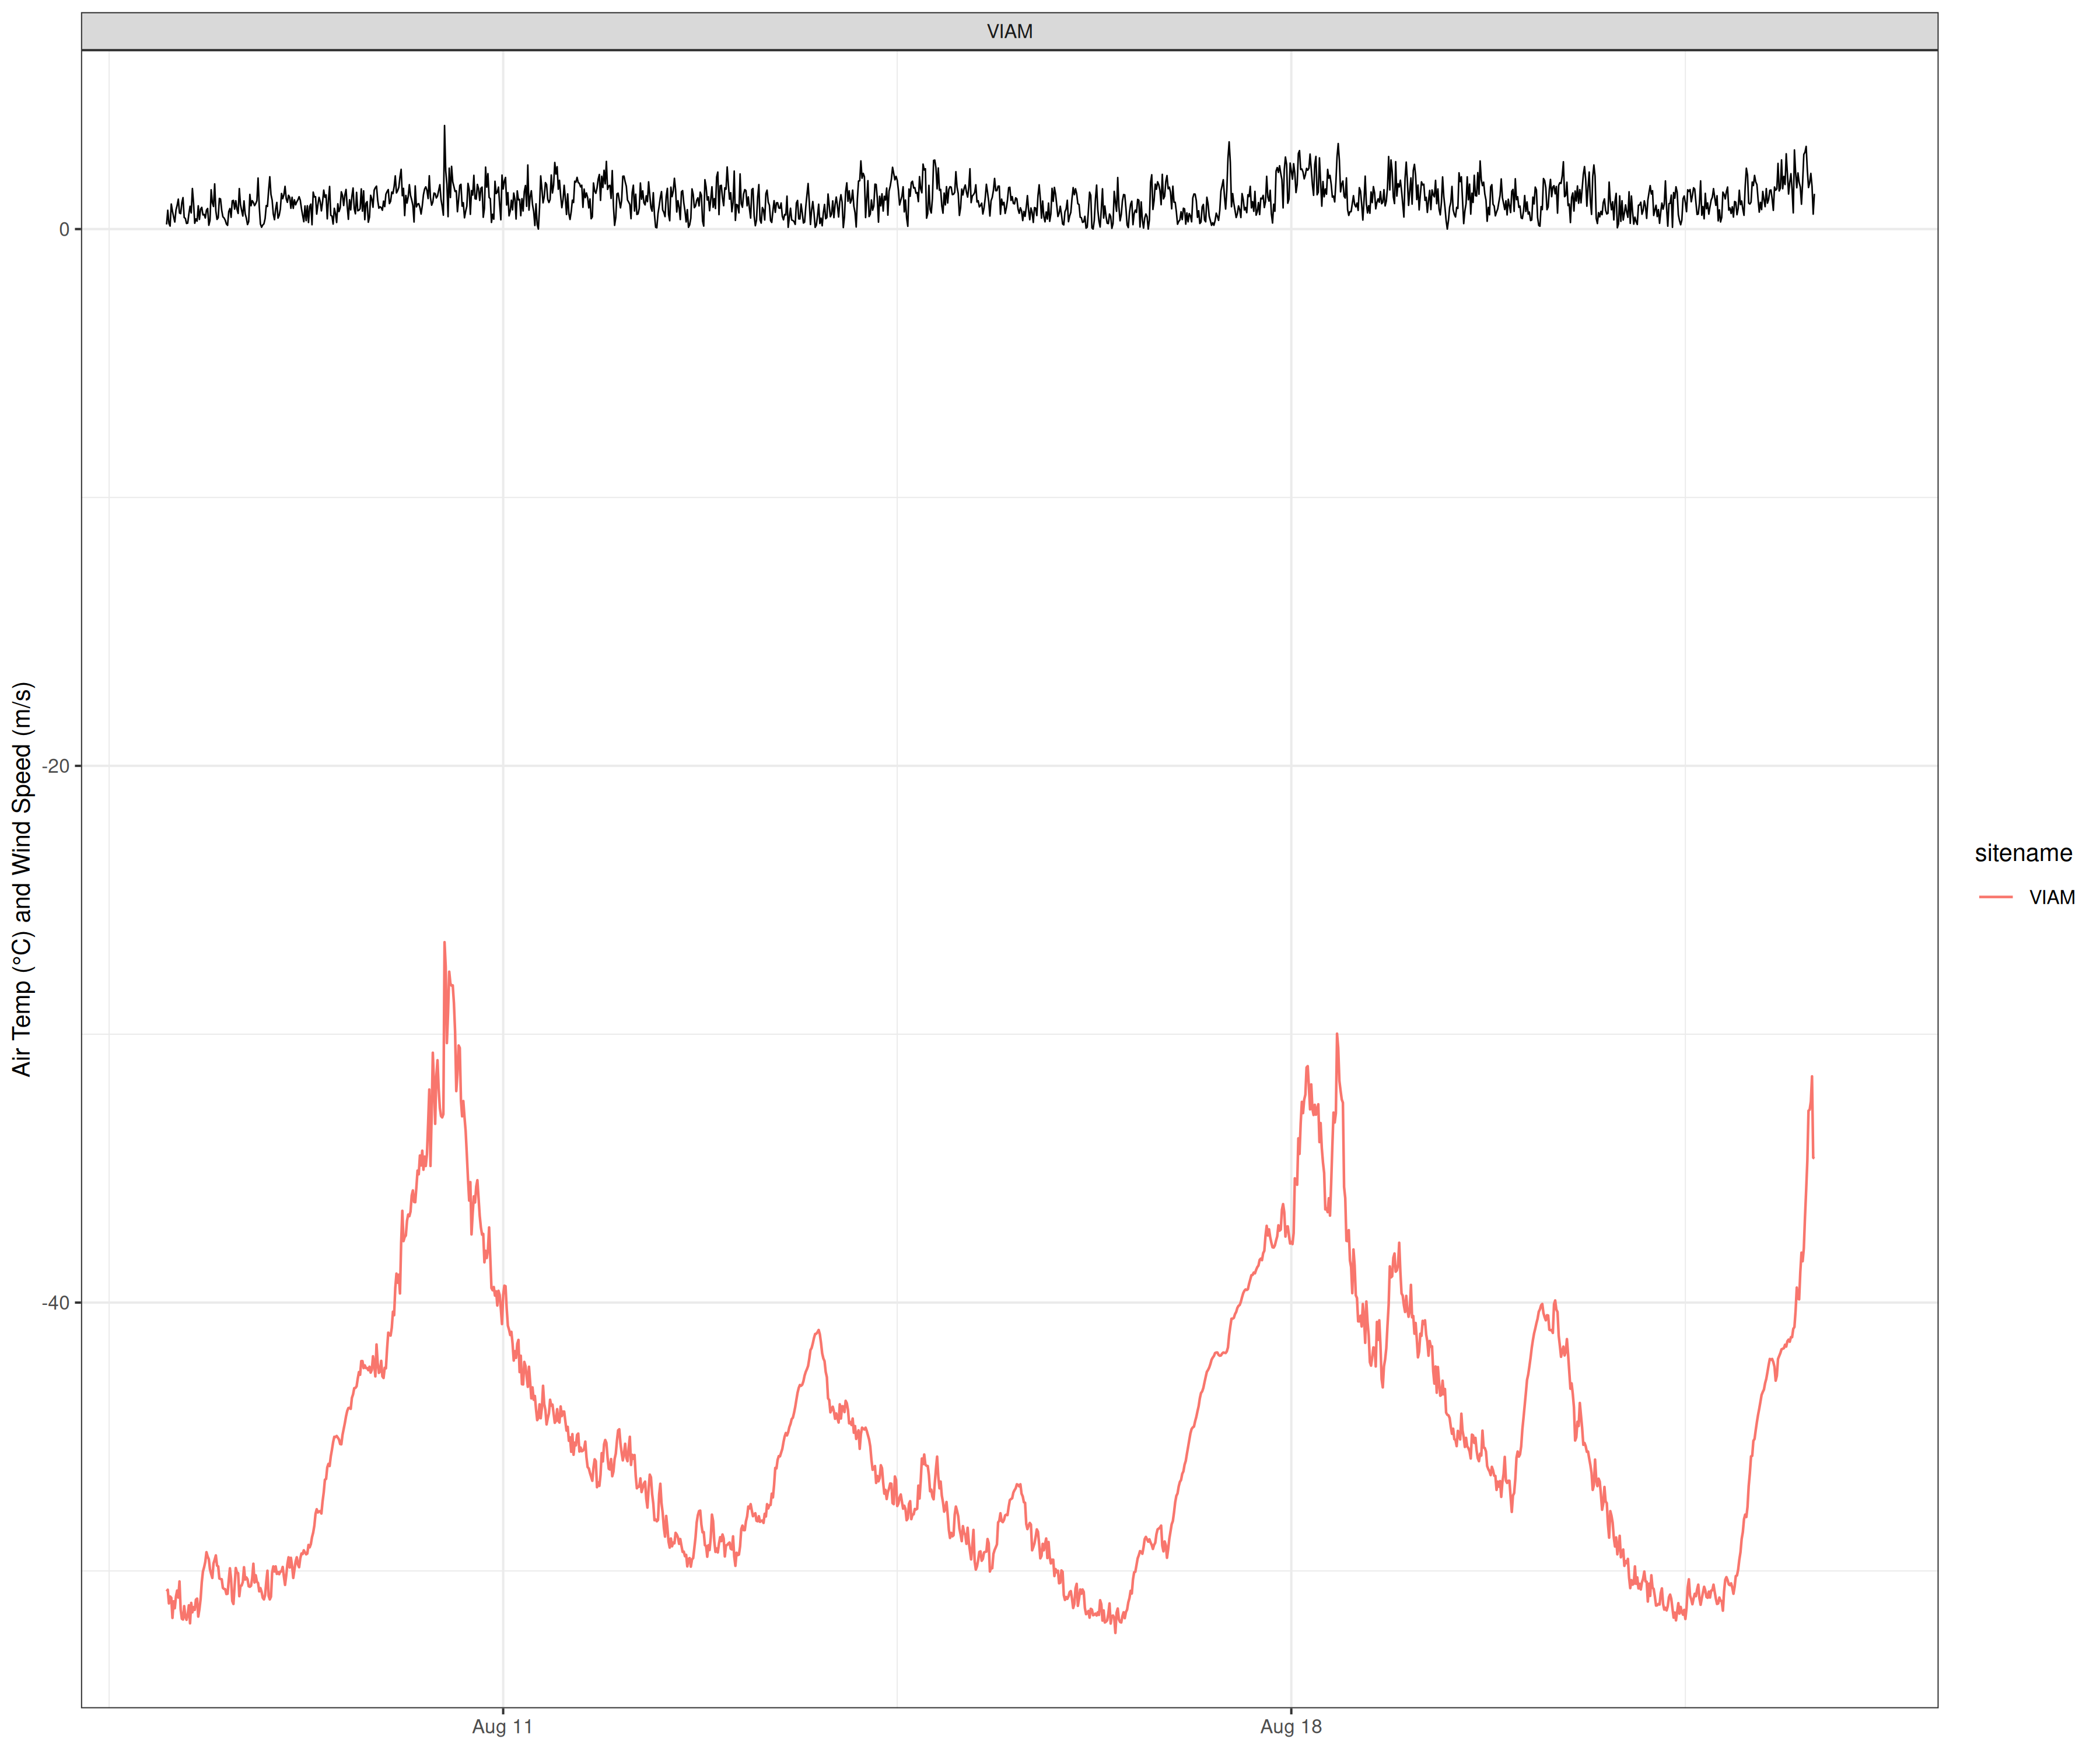 VIAM
0
-20
-40
Air Temp (°C) and Wind Speed (m/s)
Aug 11
Aug 18
sitename
VIAM